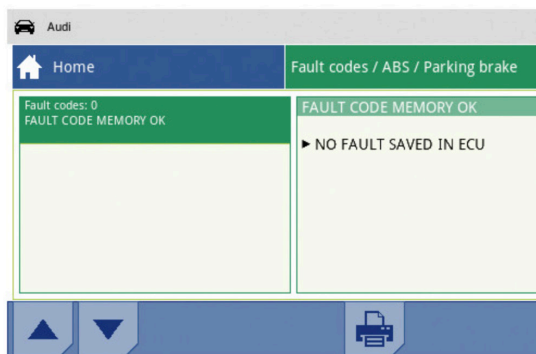 Audi
Home
Fault codes / ABS / Parking brake
Fault codes: 0
FAULT CODE MEMORY OK
FAULT CODE MEMORY OK
NO FAULT SAVED IN ECU